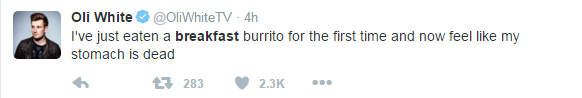 Oli White @OliWhiteTV · 4h
I've just eaten a breakfast burrito for the first time and now feel like my
stomach is dead
283 2.3K